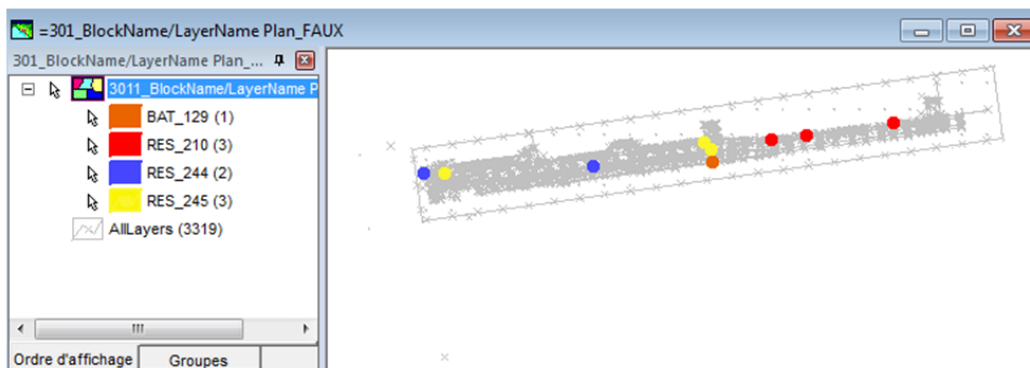 =301_BlockName/LayerName Plan_FAUX
301_BlockName/LayerName Plan_...
3011_BlockName/LayerName P
BAT_129 (1)
RES_210 (3)
RES_244 (2)
RES_245 (3)
AllLayers (3319)
Ordre d'affichage
Groupes